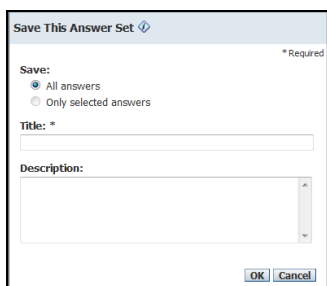 Save This Answer Set
* Required
Save:
All answers
Only selected answers
Title: *
Description:
OK Cancel